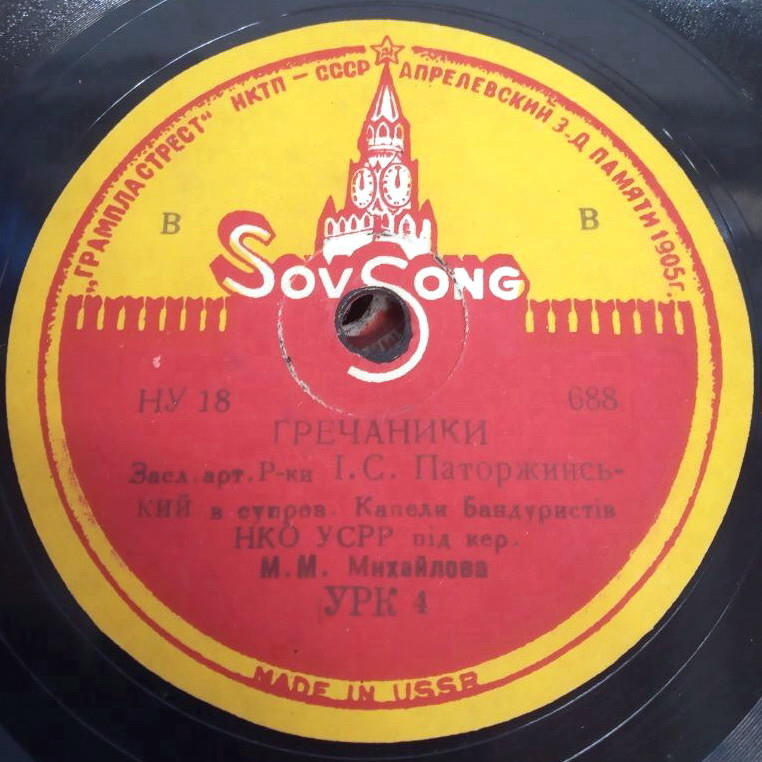 „ГРАМПЛАСТРЕСТ“ НКТП – СССР АПРЕЛЕВСКИЙ З-Д ПАМЯТИ 1905г.
В В
SOVSONG
НУ 18 688
ГРЕЧАНИКИ
Засл. арт. Р-ки І.С. Паторжинсь-
кий в супров. Капели Бандуристів
НКО УСРР під кер.
М.М. Михайлова
УРК 4
MADE IN USSR